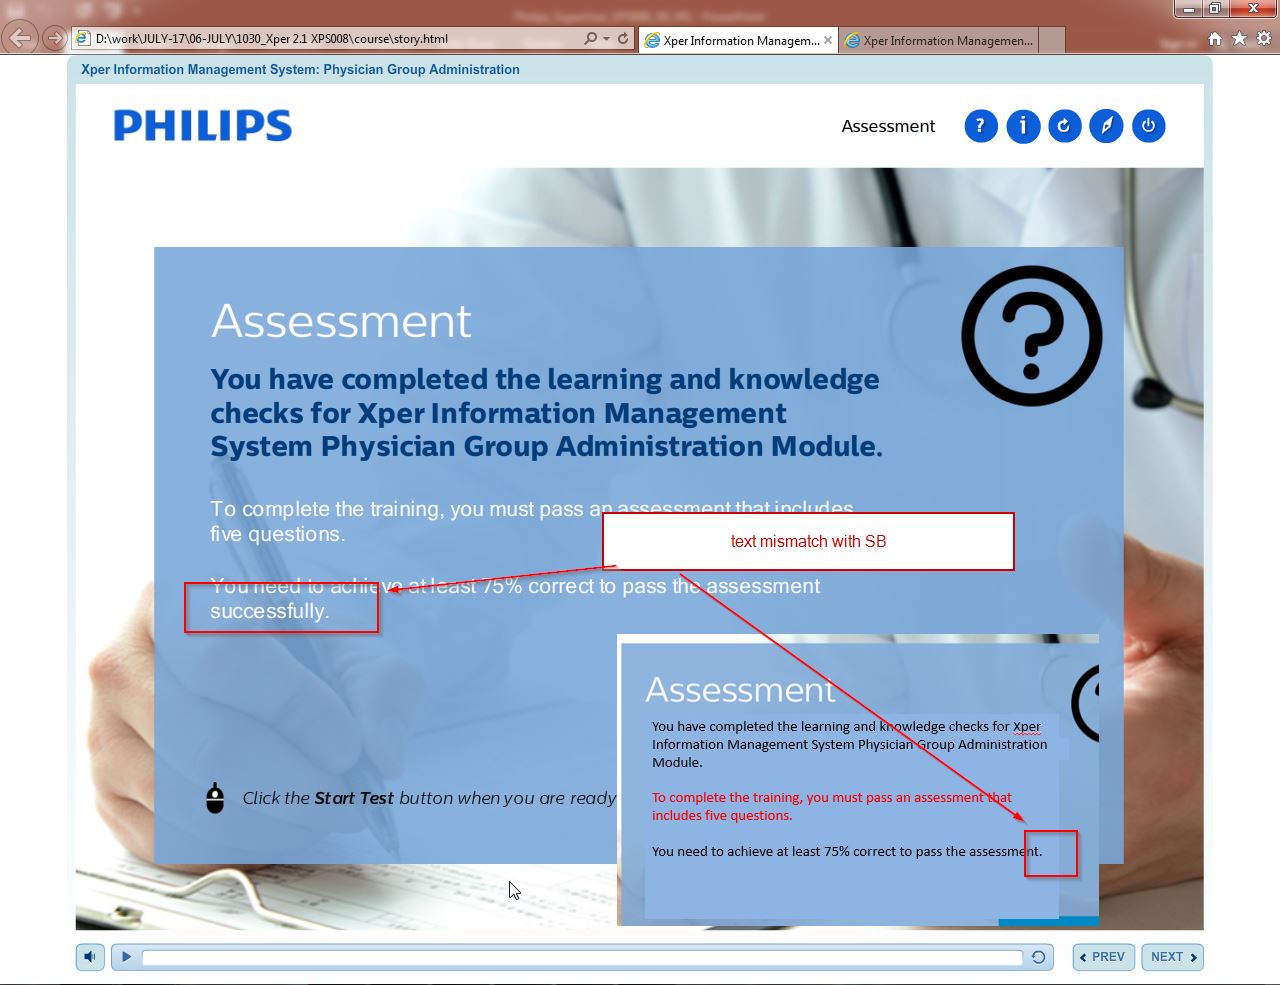 D:\work\JULY-17\06-JULY\1030_Xper 2.1 XPS008\course\story.html
Xper Information Managem...
Xper Information Managemen...
Xper Information Management System: Physician Group Administration
PHILIPS
Assessment
Assessment
You have completed the learning and knowledge
checks for Xper Information Management
System Physician Group Administration Module.
To complete the training, you must pass an assessment that includes
five questions.
text mismatch with SB
You need to achieve at least 75% correct to pass the assessment
successfully.
Click the Start Test button when you are ready
Assessment
You have completed the learning and knowledge checks for Xper
Information Management System Physician Group Administration
Module.
To complete the training, you must pass an assessment that
includes five questions.
You need to achieve at least 75% correct to pass the assessment.
PREV
NEXT